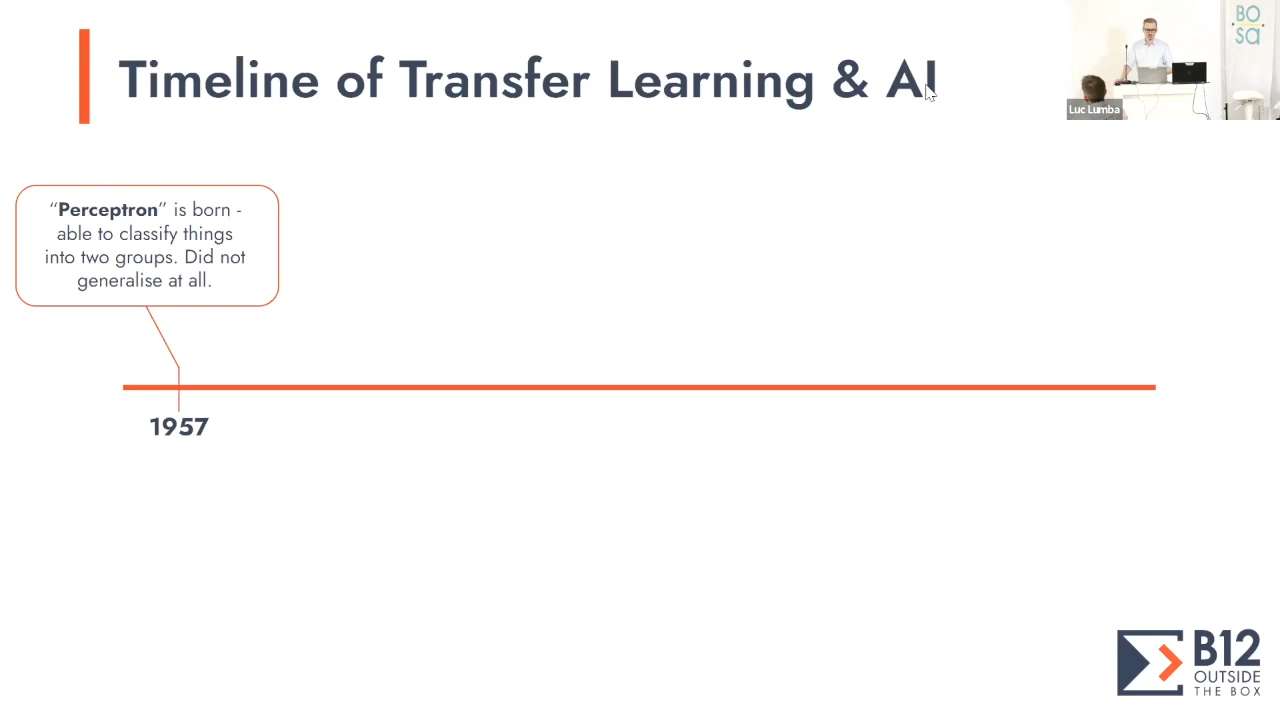 Timeline of Transfer Learning & AI
BO
sa
Luc Lumba
“Perceptron” is born -
able to classify things
into two groups. Did not
generalise at all.
1957
B12
OUTSIDE
THE BOX